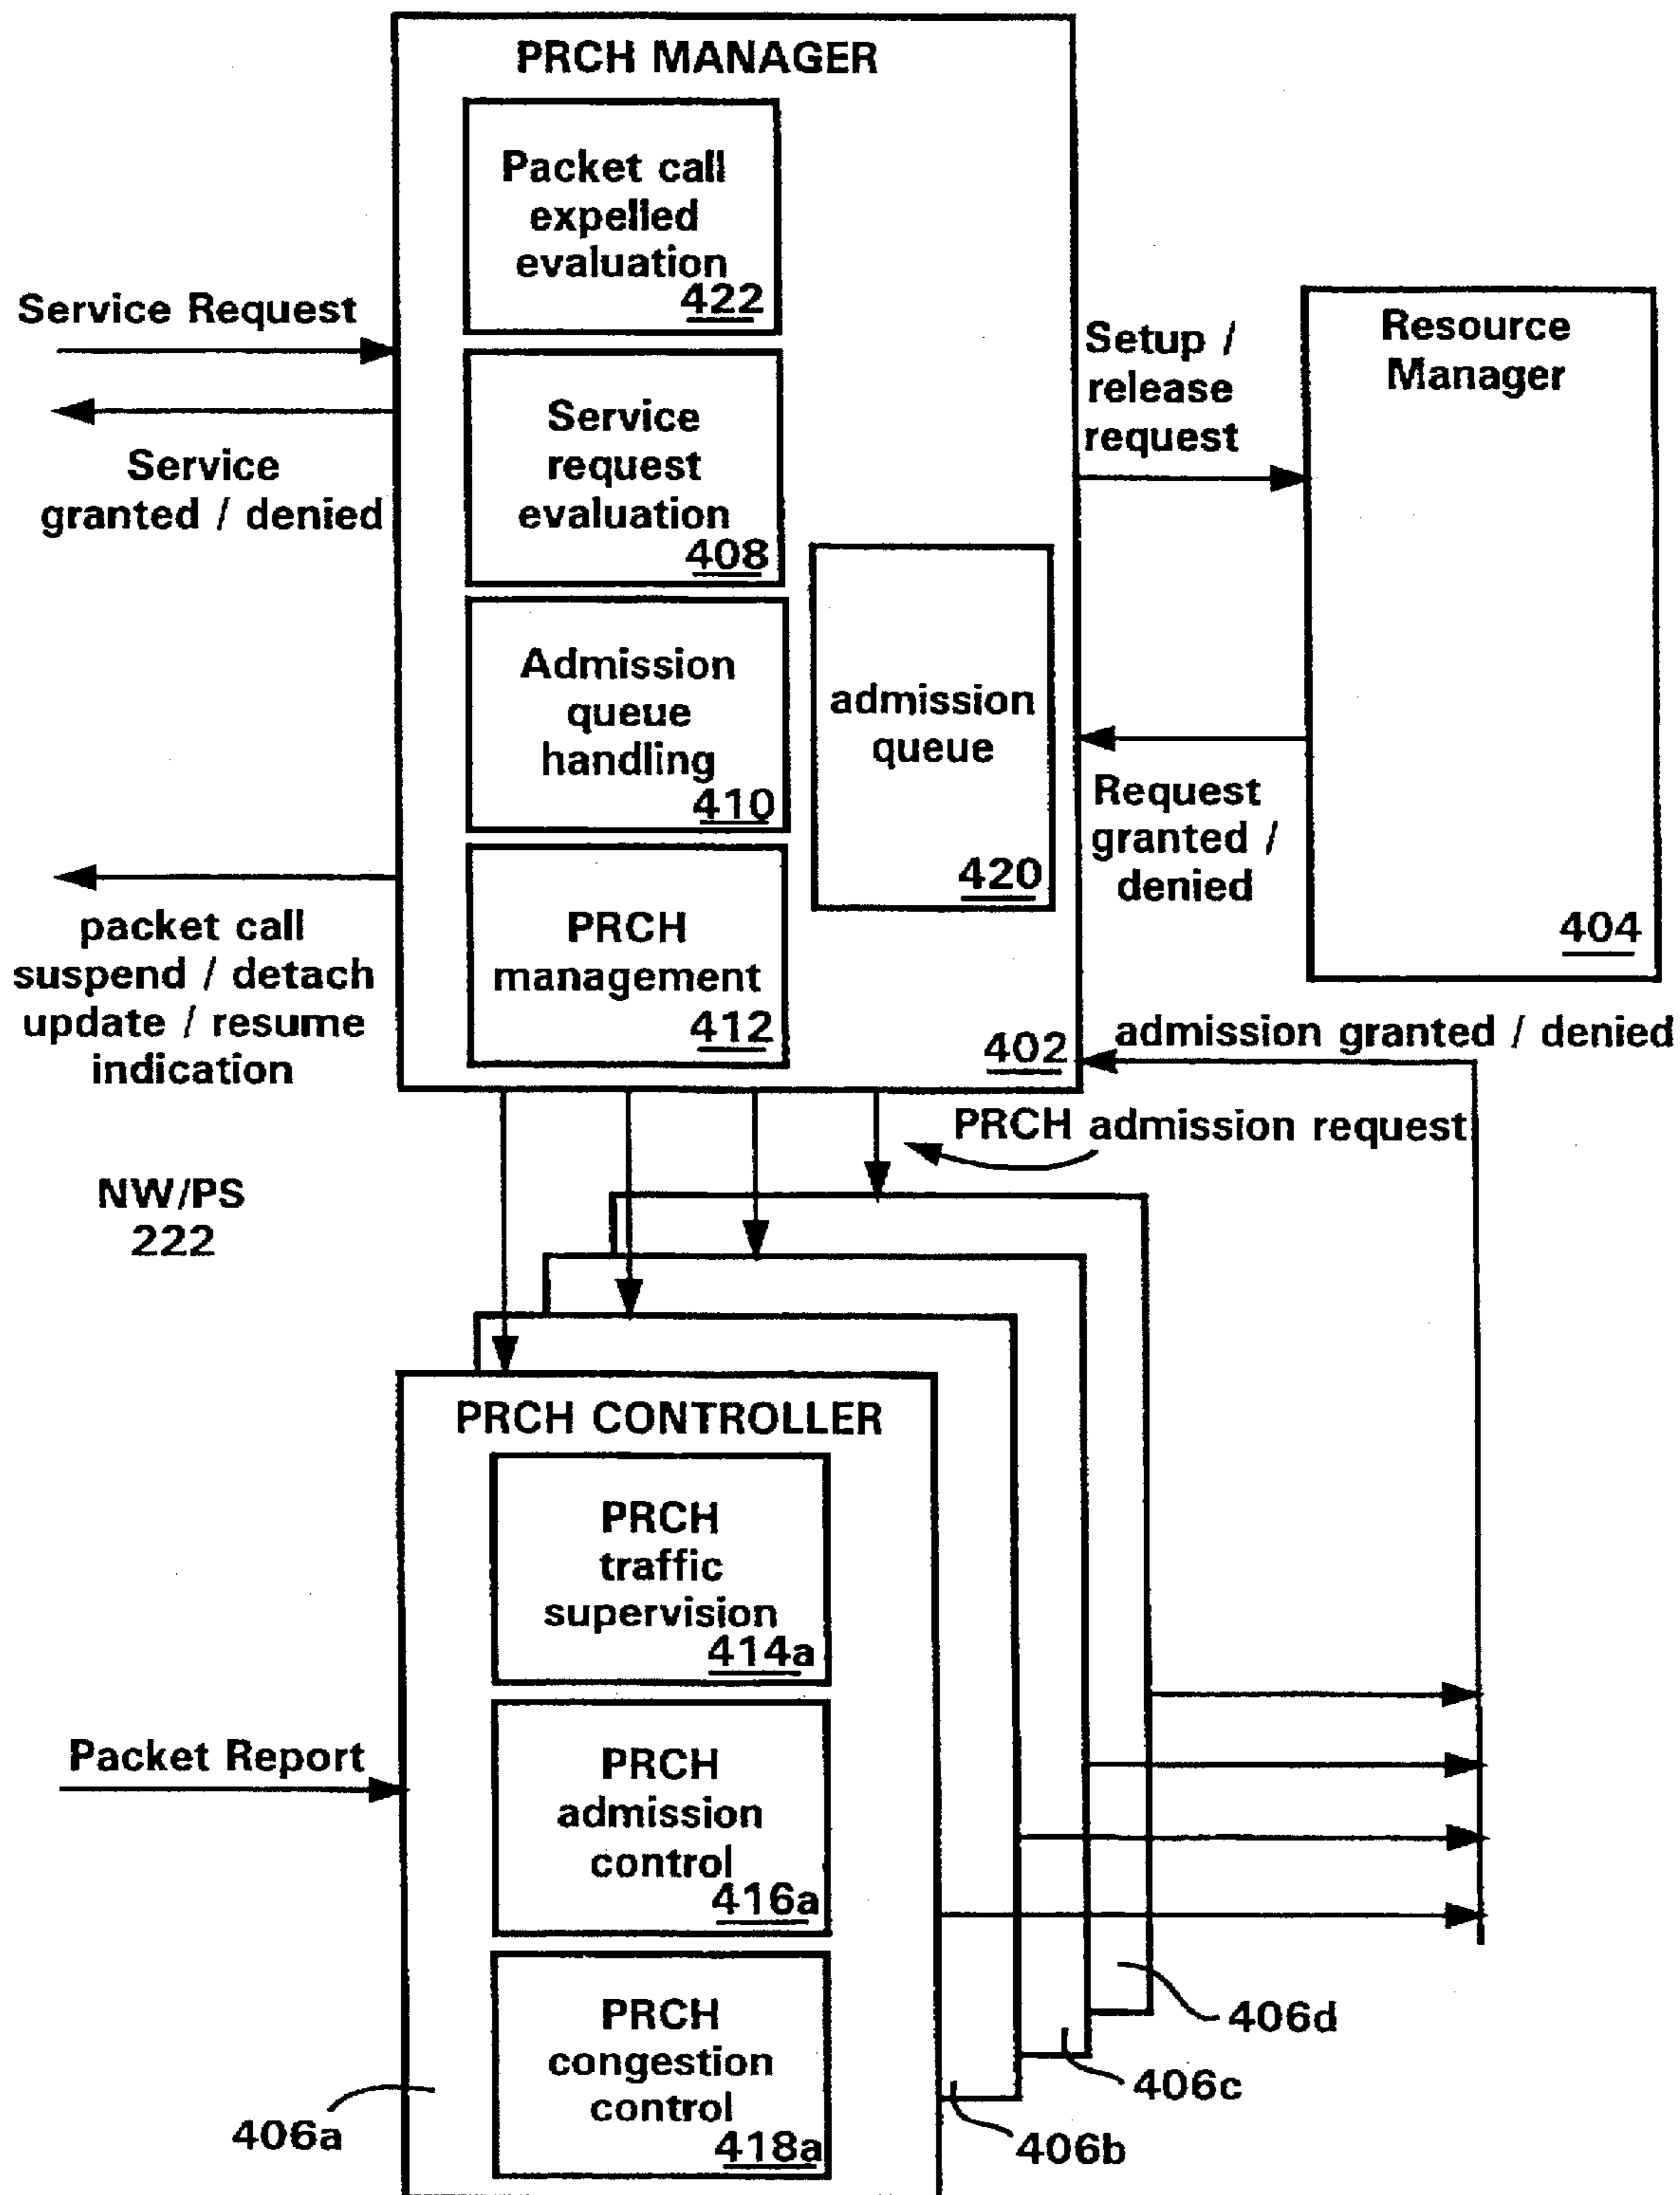 PRCH MANAGER
Packet call
expelled
evaluation
422
Service Request
Service
granted / denied
Service
request
evaluation
408
Setup /
release
request
Resource
Manager
Admission
queue
handling
410
admission
queue
420
Request
granted /
denied
404
packet call
suspend / detach
update / resume
indication
PRCH
management
412
402
admission granted / denied
PRCH admission request
NW/PS
222
PRCH CONTROLLER
PRCH
traffic
supervision
414a
Packet Report
PRCH
admission
control
416a
PRCH
congestion
control
418a
406a
406b
406c
406d